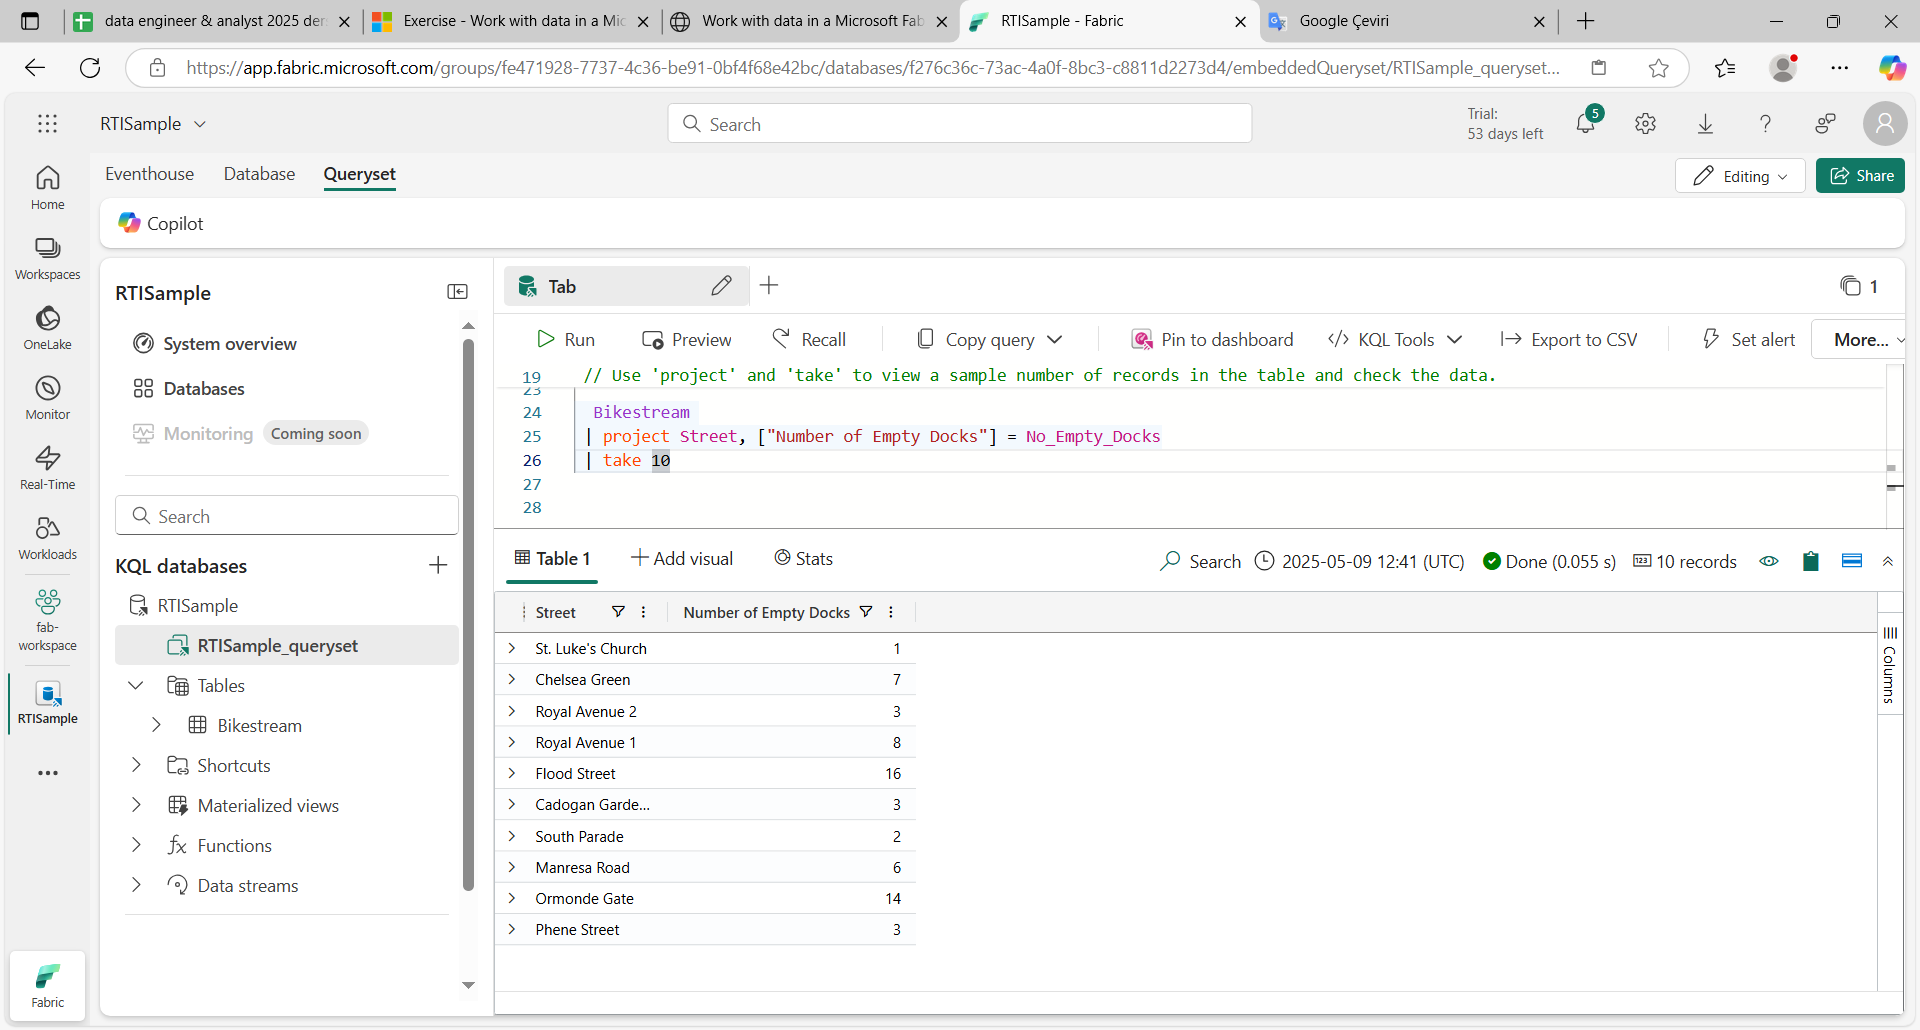 data engineer & analyst 2025 der
Exercise - Work with data in a Mic
Work with data in a Microsoft Fab
RTISample - Fabric
Google Çeviri
https://app.fabric.microsoft.com/groups/fe471928-7737-4c36-be91-0bf4f68e42bc/databases/f276c36c-73ac-4a0f-8bc3-c8811d2273d4/embeddedQueryset/RTISample_queryset...
RTISample
Search
Trial:
53 days left
5
Home
Workspaces
OneLake
Monitor
Real-Time
Workloads
fab-
workspace
RTISample
Fabric
Eventhouse
Database
Queryset
Editing
Share
Copilot
RTISample
System overview
Databases
Monitoring
Coming soon
Search
KQL databases
RTISample
RTISample_queryset
Tables
Bikestream
Shortcuts
Materialized views
Functions
Data streams
Tab
1
Run
Preview
Recall
Copy query
Pin to dashboard
KQL Tools
Export to CSV
Set alert
More...
19 // Use 'project' and 'take' to view a sample number of records in the table and check the data.
23
24 Bikestream
25 | project Street, ["Number of Empty Docks"] = No_Empty_Docks
26 | take 10
27
28
Table 1
Add visual
Stats
Search
2025-05-09 12:41 (UTC)
Done (0.055 s)
10 records
Street Number of Empty Docks
St. Luke's Church 1
Chelsea Green 7
Royal Avenue 2 3
Royal Avenue 1 8
Flood Street 16
Cadogan Garde... 3
South Parade 2
Manresa Road 6
Ormonde Gate 14
Phene Street 3
Columns